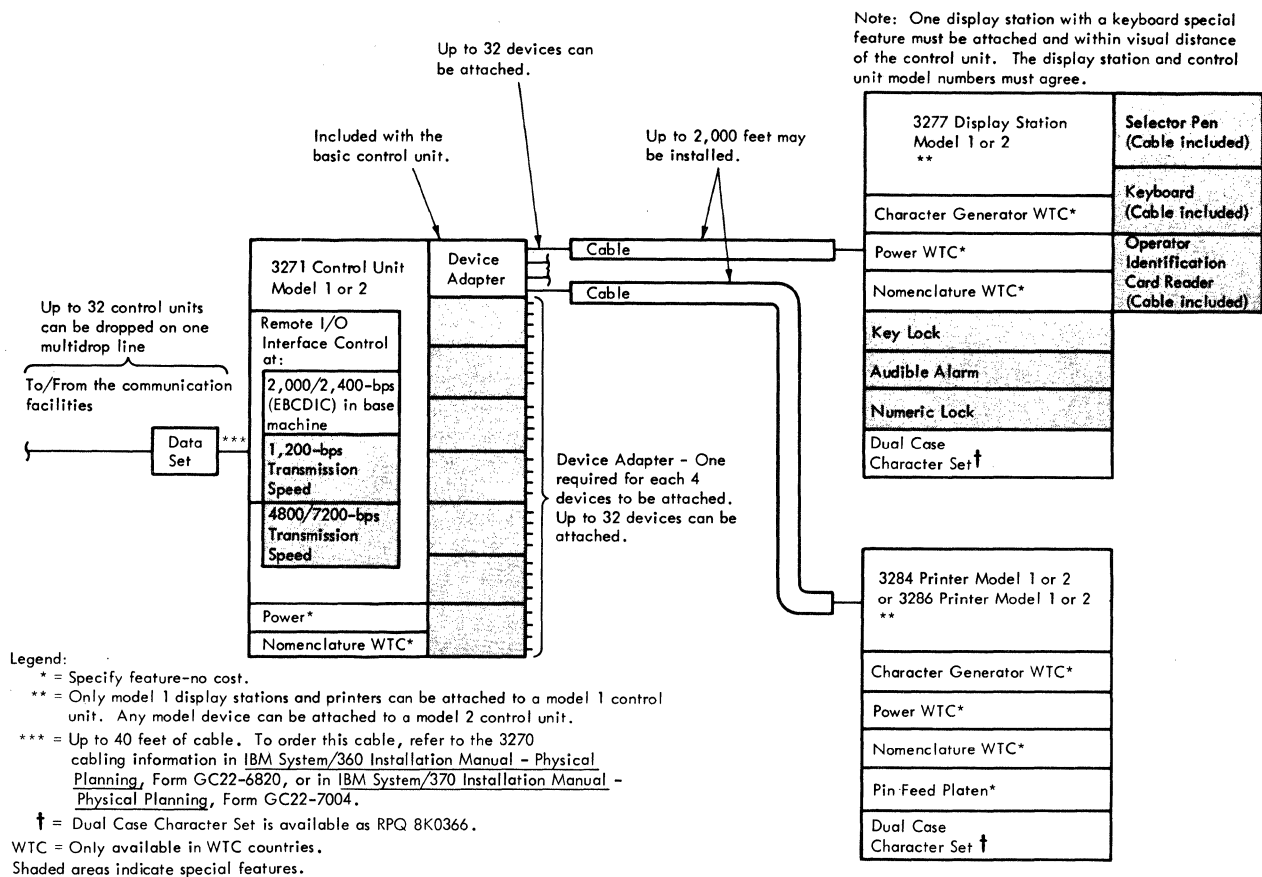 Note: One display station with a keyboard special
feature must be attached and within visual distance
of the control unit. The display station and control
unit model numbers must agree.
Up to 32 devices can
be attached.
Included with the
basic control unit.
Up to 2,000 feet may
be installed.
3277 Display Station
Model 1 or 2
**
Selector Pen
(Cable included)
Keyboard
(Cable included)
Character Generator WTC*
Operator
Identification
Card Reader
(Cable included)
Power WTC*
Nomenclature WTC*
Key Lock
Audible Alarm
Numeric Lock
Dual Case
Character Set†
Cable
Cable
3271 Control Unit
Model 1 or 2
Device
Adapter
Up to 32 control units
can be dropped on one
multidrop line
To/From the communication
facilities
Data
Set
***
Remote I/O
Interface Control
at:
2,000/2,400-bps
(EBCDIC) in base
machine
1,200-bps
Transmission
Speed
4800/7200-bps
Transmission
Speed
Power*
Nomenclature WTC*
Device Adapter - One
required for each 4
devices to be attached.
Up to 32 devices can be
attached.
3284 Printer Model 1 or 2
or 3286 Printer Model 1 or 2
**
Character Generator WTC*
Power WTC*
Nomenclature WTC*
Pin Feed Platen*
Dual Case
Character Set †
Legend:
* = Specify feature-no cost.
** = Only model 1 display stations and printers can be attached to a model 1 control
unit. Any model device can be attached to a model 2 control unit.
*** = Up to 40 feet of cable. To order this cable, refer to the 3270
cabling information in IBM System/360 Installation Manual - Physical
Planning, Form GC22-6820, or in IBM System/370 Installation Manual -
Physical Planning, Form GC22-7004.
† = Dual Case Character Set is available as RPQ 8K0366.
WTC = Only available in WTC countries.
Shaded areas indicate special features.